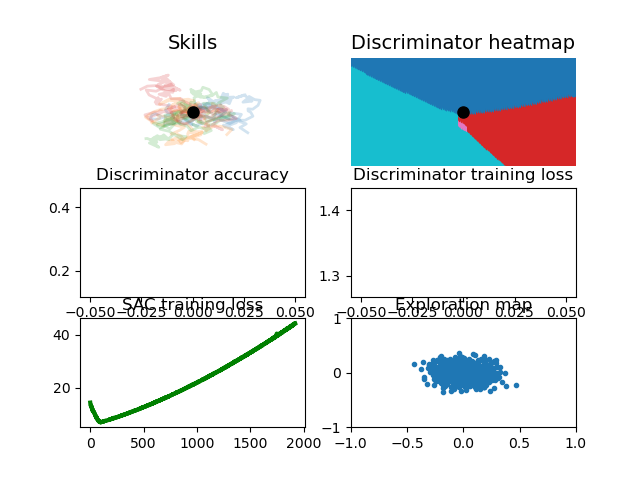 Skills
Discriminator heatmap
Discriminator accuracy
0.4
0.2
−0.050 −0.025 0.000 0.025 0.050
Discriminator training loss
1.4
1.3
−0.050 −0.025 0.000 0.025 0.050
SAC training loss
40
20
0 500 1000 1500 2000
Exploration map
1
0
−1
−1.0 −0.5 0.0 0.5 1.0